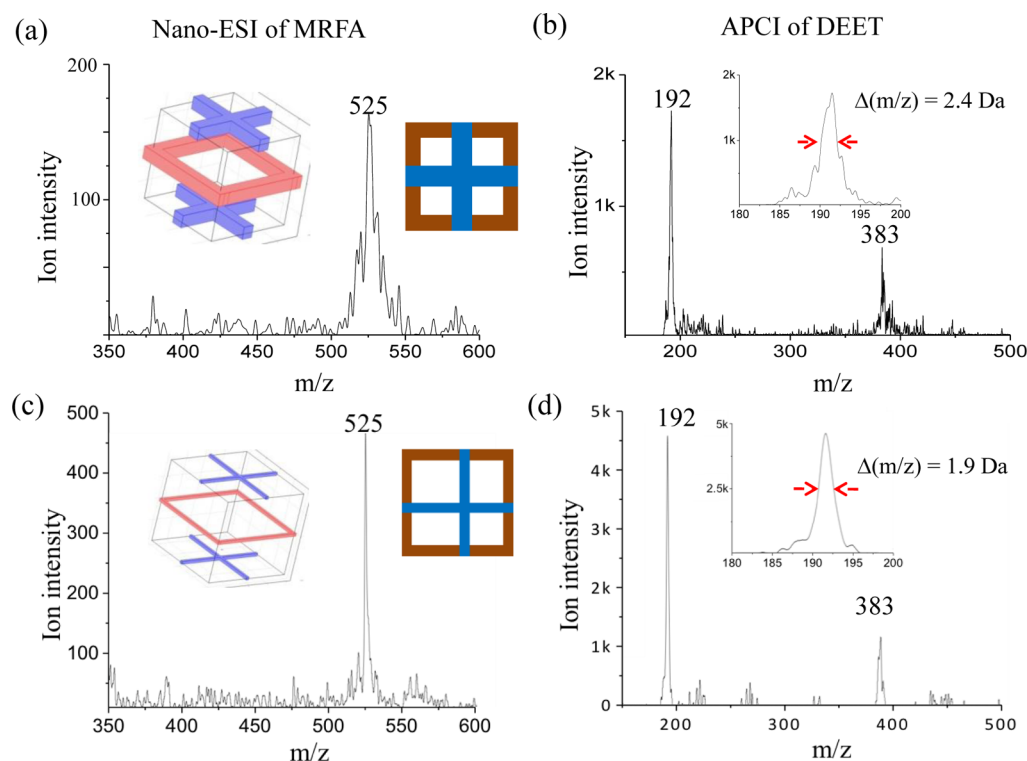 (a)
Nano-ESI of MRFA
200
100
0
Ion intensity
525
350 400 450 500 550 600
m/z
(b)
APCI of DEET
2k
1k
0
Ion intensity
192
383
200 300 400 500
m/z
2k
1k
180 185 190 195 200
Δ(m/z) = 2.4 Da
(c)
500
400
300
200
100
Ion intensity
525
350 400 450 500 550 600
m/z
(d)
5k
4k
3k
2k
1k
0
Ion intensity
192
383
200 300 400 500
m/z
5k
2.5k
180 185 190 195 200
Δ(m/z) = 1.9 Da